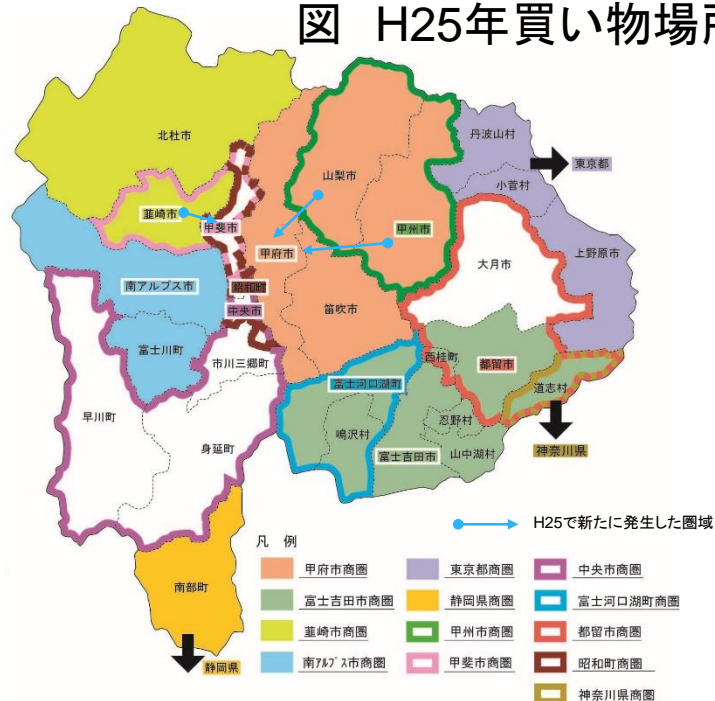 図 H25年買い物場所
北杜市
丹波山村
東京都
山梨市
小菅村
韮崎市
甲斐市
甲州市
甲府市
上野原市
大月市
南アルプス市
昭和町
中央市
笛吹市
富士川町
市川三郷町
西桂町
都留市
富士河口湖町
道志村
早川町
忍野村
鳴沢村
身延町
富士吉田市
山中湖村
神奈川県
H25で新たに発生した圏域
凡 例
南部町
静岡県
甲府市商圏
東京都商圏
中央市商圏
富士吉田市商圏
静岡県商圏
富士河口湖町商圏
韮崎市商圏
甲州市商圏
都留市商圏
南ｱﾙﾌﾟｽ市商圏
甲斐市商圏
昭和町商圏
神奈川県商圏